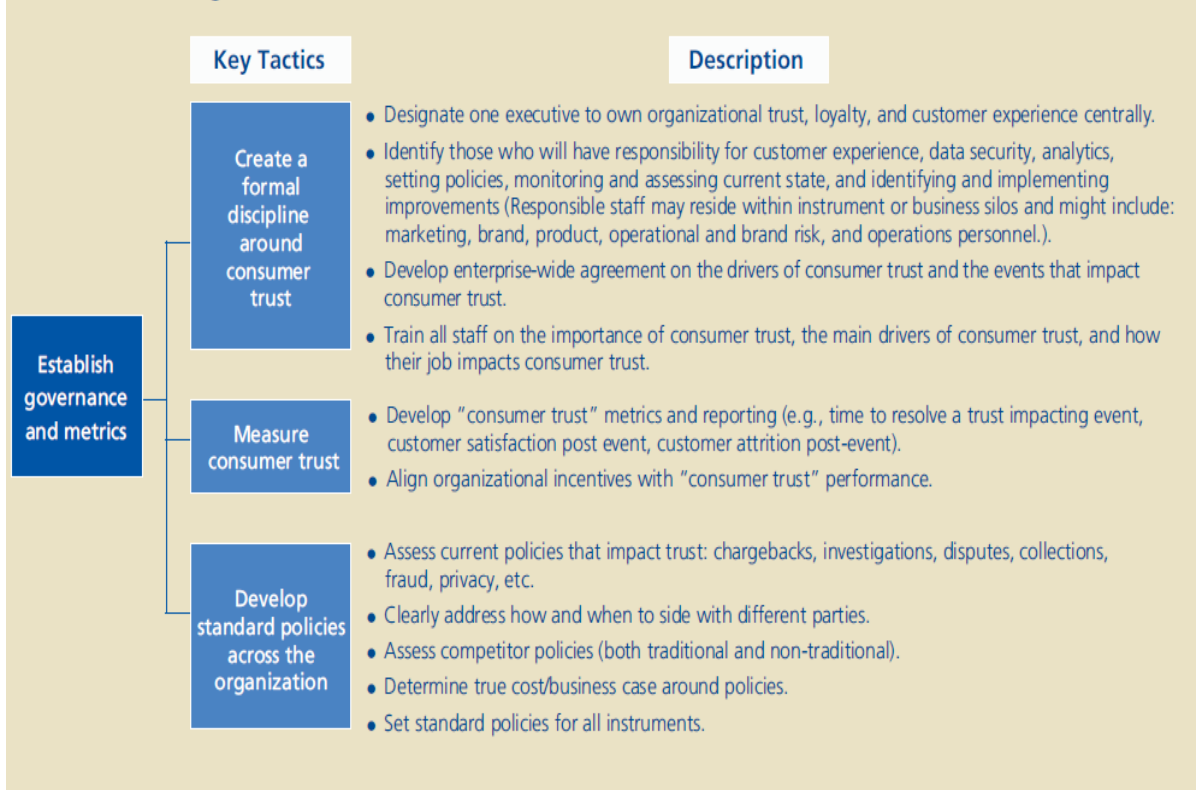 Key Tactics
Description
Create a
formal
discipline
around
consumer
trust
● Designate one executive to own organizational trust, loyalty, and customer experience centrally.
● Identify those who will have responsibility for customer experience, data security, analytics,
setting policies, monitoring and assessing current state, and identifying and implementing
improvements (Responsible staff may reside within instrument or business silos and might include:
marketing, brand, product, operational and brand risk, and operations personnel.).
● Develop enterprise-wide agreement on the drivers of consumer trust and the events that impact
consumer trust.
● Train all staff on the importance of consumer trust, the main drivers of consumer trust, and how
their job impacts consumer trust.
Establish
governance
and metrics
Measure
consumer trust
● Develop “consumer trust” metrics and reporting (e.g., time to resolve a trust impacting event,
customer satisfaction post event, customer attrition post-event).
● Align organizational incentives with “consumer trust” performance.
Develop
standard policies
across the
organization
● Assess current policies that impact trust: chargebacks, investigations, disputes, collections,
fraud, privacy, etc.
● Clearly address how and when to side with different parties.
● Assess competitor policies (both traditional and non-traditional).
● Determine true cost/business case around policies.
● Set standard policies for all instruments.